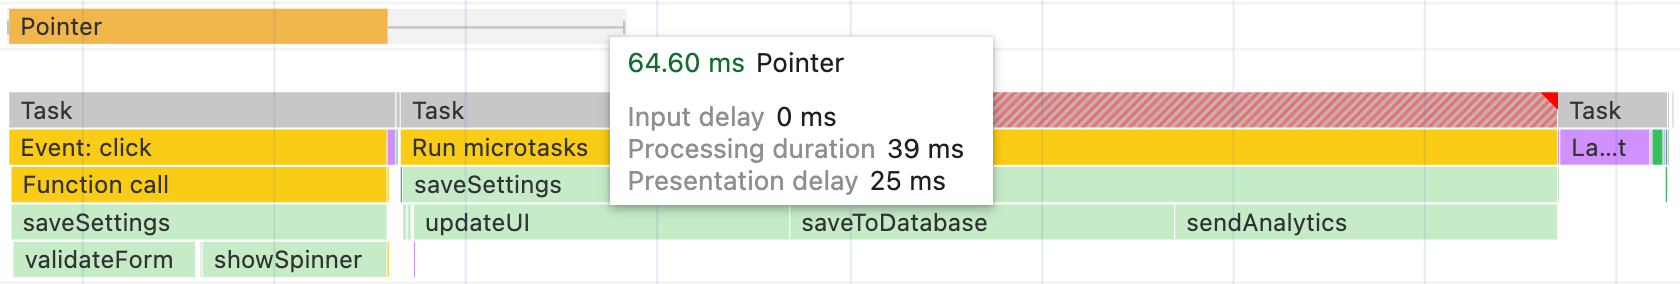 Pointer
64.60 ms Pointer
Input delay 0 ms
Processing duration 39 ms
Presentation delay 25 ms
Task Task Task
Event: click Run microtasks La...t
Function call saveSettings
saveSettings updateUI saveToDatabase sendAnalytics
validateForm showSpinner